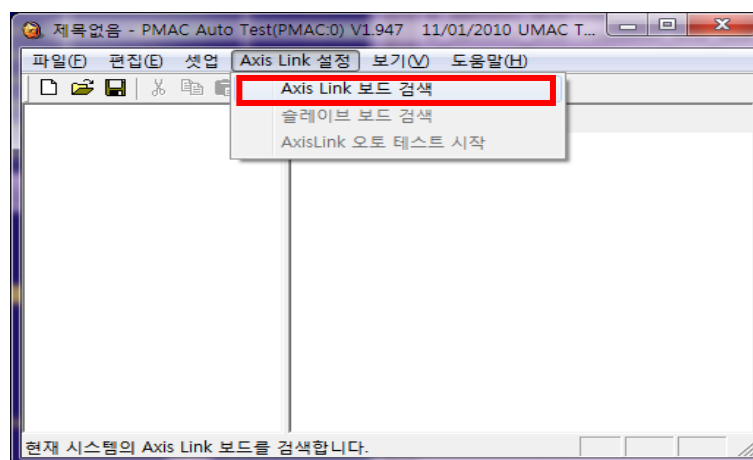 제목없음 - PMAC Auto Test(PMAC:0) V1.947 11/01/2010 UMAC T...
파일(F) 편집(E) 셋업 Axis Link 설정 보기(V) 도움말(H)
Axis Link 보드 검색
슬레이브 보드 검색
AxisLink 오토 테스트 시작
현재 시스템의 Axis Link 보드를 검색합니다.